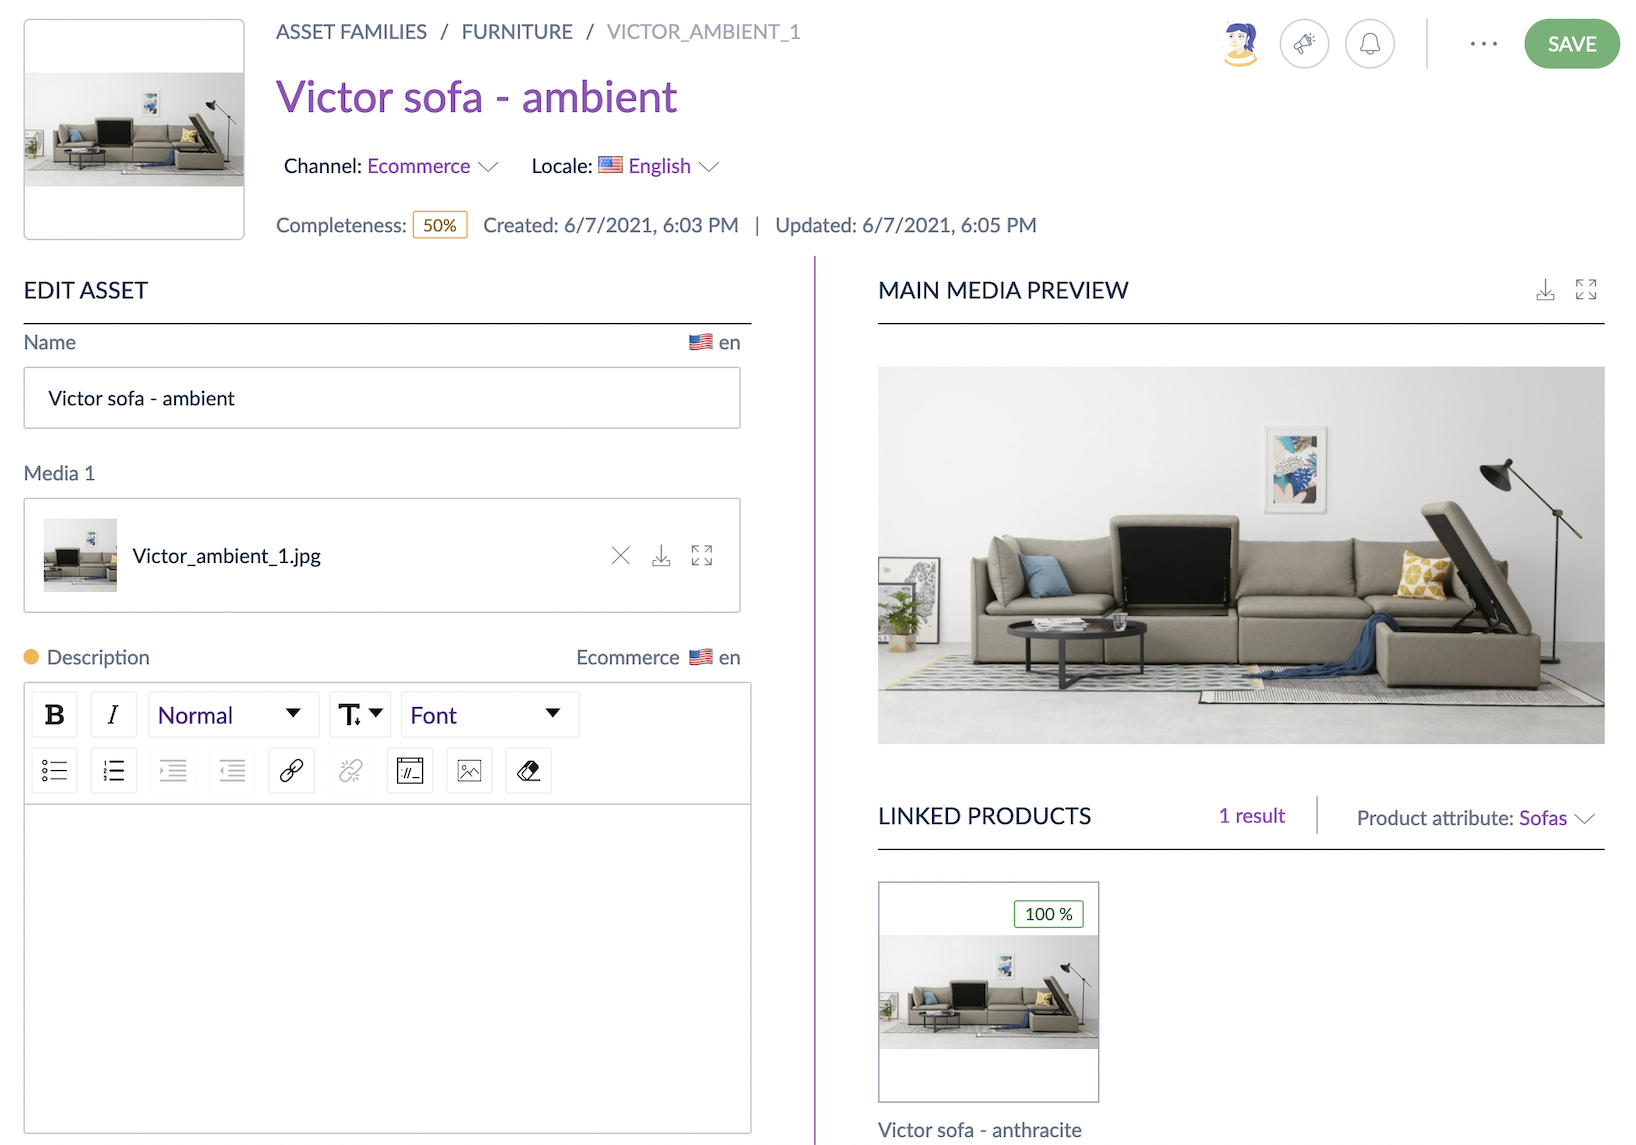 ASSET FAMILIES / FURNITURE / VICTOR_AMBIENT_1
SAVE
Victor sofa - ambient
Channel: Ecommerce Locale: English
Completeness: 50% Created: 6/7/2021, 6:03 PM | Updated: 6/7/2021, 6:05 PM
EDIT ASSET
Name en
Victor sofa - ambient
Media 1
Victor_ambient_1.jpg
Description Ecommerce en
B I Normal T Font
MAIN MEDIA PREVIEW
LINKED PRODUCTS 1 result Product attribute: Sofas
100 %
Victor sofa - anthracite